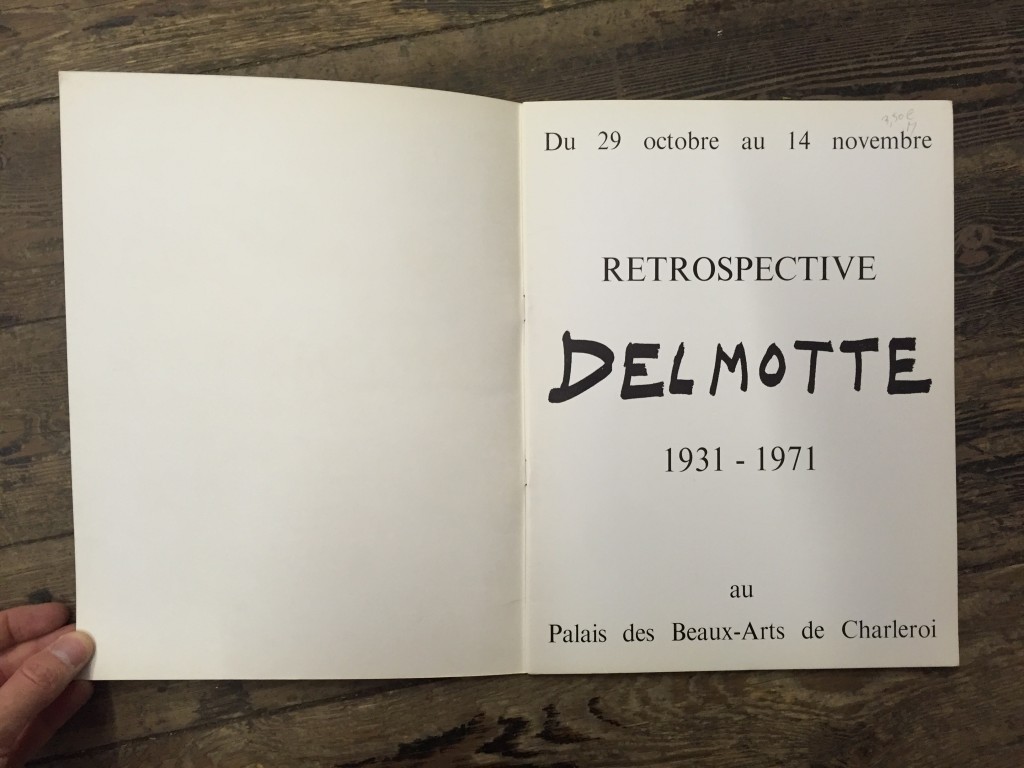 Du 29 octobre au 14 novembre
RETROSPECTIVE
DELMOTTE
1931 - 1971
au
Palais des Beaux-Arts de Charleroi